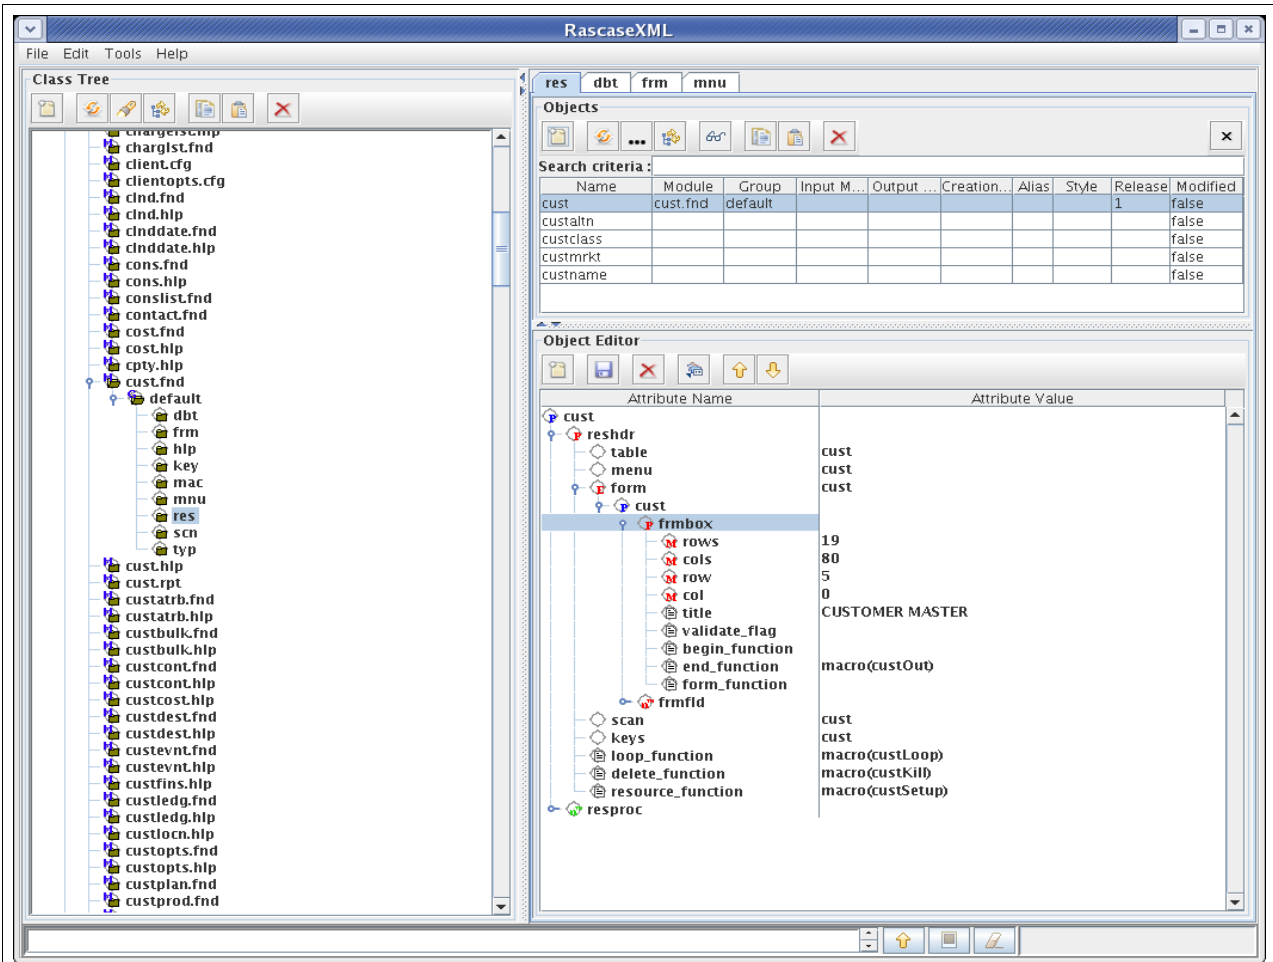 RascaseXML
File Edit Tools Help
Class Tree
chargelst.hlp
charglst.fnd
client.cfg
clientopts.cfg
clnd.fnd
clnd.hlp
clnddate.fnd
clnddate.hlp
cons.fnd
cons.hlp
conslist.fnd
contact.fnd
cost.fnd
cost.hlp
cpty.hlp
cust.fnd
default
dbt
frm
hlp
key
mac
mnu
res
scn
typ
cust.hlp
cust.rpt
custatrb.fnd
custatrb.hlp
custbulk.fnd
custbulk.hlp
custcont.fnd
custcont.hlp
custcost.hlp
custdest.fnd
custdest.hlp
custevnt.fnd
custevnt.hlp
custfins.hlp
custledg.fnd
custledg.hlp
custlocn.hlp
custopts.fnd
custopts.hlp
custplan.fnd
custprod.fnd
res dbt frm mnu
Objects
Search criteria :
Name Module Group Input M... Output ... Creation... Alias Style Release Modified
cust cust.fnd default 1 false
custaltn false
custclass false
custmrkt false
custname false
Object Editor
Attribute Name Attribute Value
cust
reshdr
table cust
menu cust
form cust
cust
frmbox
rows 19
cols 80
row 5
col 0
title CUSTOMER MASTER
validate_flag
begin_function
end_function macro(custOut)
form_function
frmfld
scan cust
keys cust
loop_function macro(custLoop)
delete_function macro(custKill)
resource_function macro(custSetup)
resproc